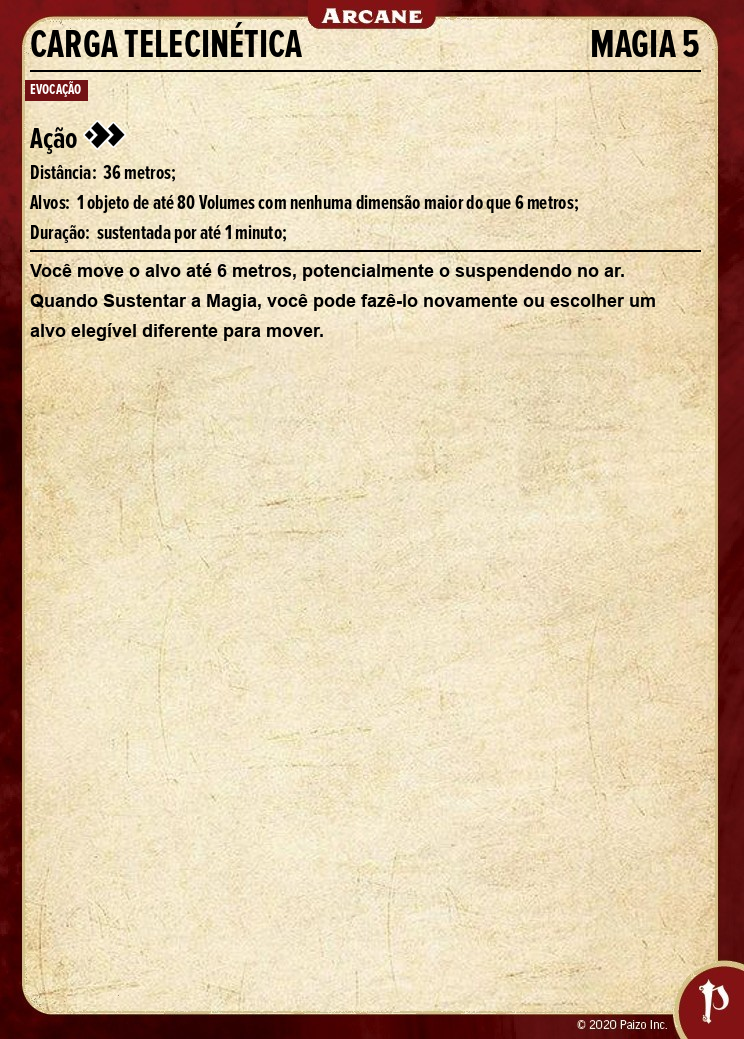 ARCANE
CARGA TELECINÉTICA MAGIA 5
EVOCAÇÃO
Ação
Distância: 36 metros;
Alvos: 1 objeto de até 80 Volumes com nenhuma dimensão maior do que 6 metros;
Duração: sustentada por até 1 minuto;
Você move o alvo até 6 metros, potencialmente o suspendendo no ar.
Quando Sustentar a Magia, você pode fazê-lo novamente ou escolher um
alvo elegível diferente para mover.
© 2020 Paizo Inc.
P